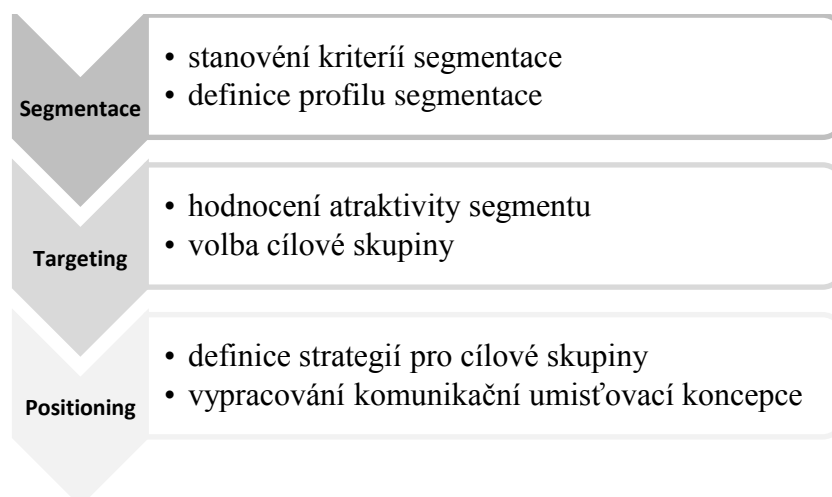 Segmentace
• stanovéní kriterií segmentace
• definice profilu segmentace
Targeting
• hodnocení atraktivity segmentu
• volba cílové skupiny
Positioning
• definice strategií pro cílové skupiny
• vypracování komunikační umisťovací koncepce